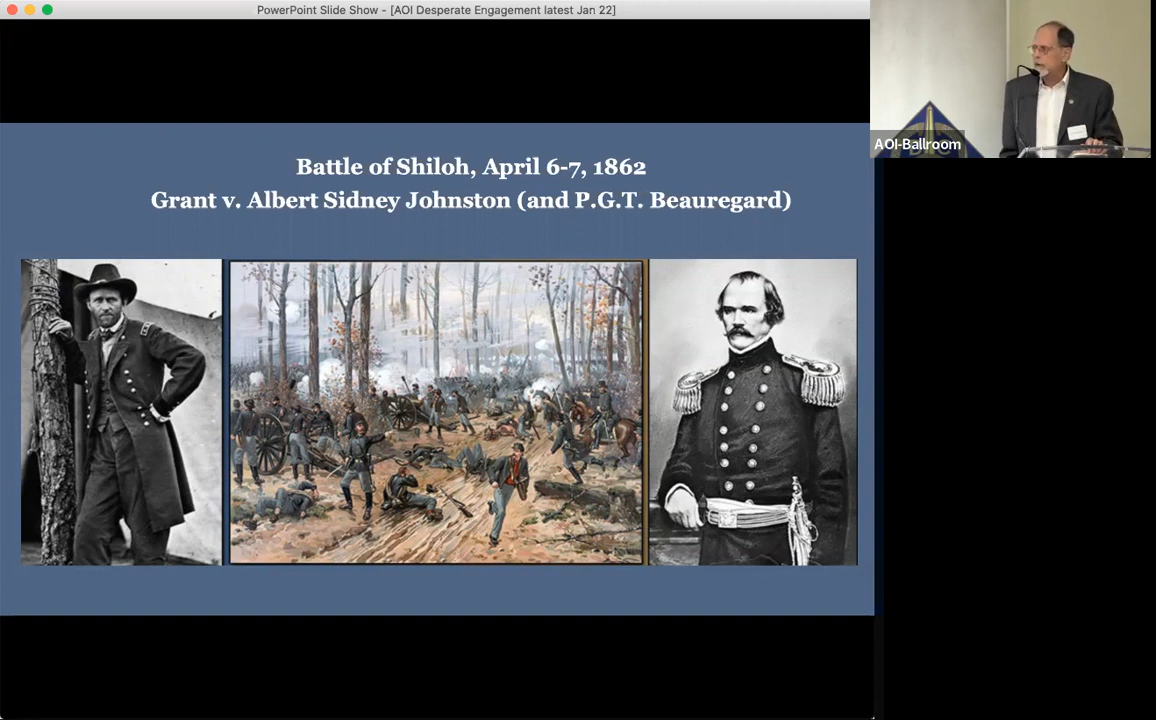 PowerPoint Slide Show - [AOI Desperate Engagement latest Jan 22]
Battle of Shiloh, April 6-7, 1862
Grant v. Albert Sidney Johnston (and P.G.T. Beauregard)
AOI-Ballroom